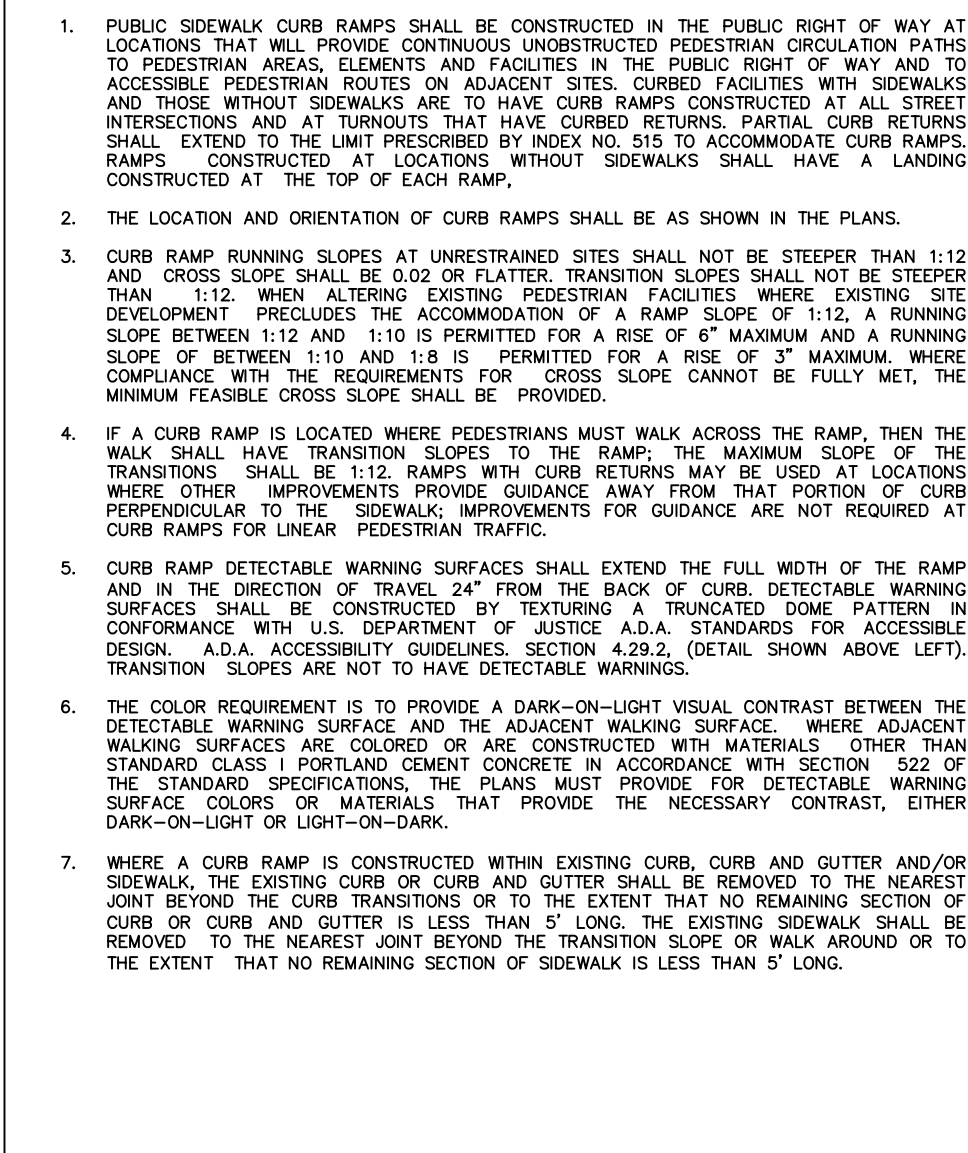 1. PUBLIC SIDEWALK CURB RAMPS SHALL BE CONSTRUCTED IN THE PUBLIC RIGHT OF WAY AT
LOCATIONS THAT WILL PROVIDE CONTINUOUS UNOBSTRUCTED PEDESTRIAN CIRCULATION PATHS
TO PEDESTRIAN AREAS, ELEMENTS AND FACILITIES IN THE PUBLIC RIGHT OF WAY AND TO
ACCESSIBLE PEDESTRIAN ROUTES ON ADJACENT SITES. CURBED FACILITIES WITH SIDEWALKS
AND THOSE WITHOUT SIDEWALKS ARE TO HAVE CURB RAMPS CONSTRUCTED AT ALL STREET
INTERSECTIONS AND AT TURNOUTS THAT HAVE CURBED RETURNS. PARTIAL CURB RETURNS
SHALL EXTEND TO THE LIMIT PRESCRIBED BY INDEX NO. 515 TO ACCOMMODATE CURB RAMPS.
RAMPS CONSTRUCTED AT LOCATIONS WITHOUT SIDEWALKS SHALL HAVE A LANDING
CONSTRUCTED AT THE TOP OF EACH RAMP,
2. THE LOCATION AND ORIENTATION OF CURB RAMPS SHALL BE AS SHOWN IN THE PLANS.
3. CURB RAMP RUNNING SLOPES AT UNRESTRAINED SITES SHALL NOT BE STEEPER THAN 1:12
AND CROSS SLOPE SHALL BE 0.02 OR FLATTER. TRANSITION SLOPES SHALL NOT BE STEEPER
THAN 1:12. WHEN ALTERING EXISTING PEDESTRIAN FACILITIES WHERE EXISTING SITE
DEVELOPMENT PRECLUDES THE ACCOMMODATION OF A RAMP SLOPE OF 1:12, A RUNNING
SLOPE BETWEEN 1:12 AND 1:10 IS PERMITTED FOR A RISE OF 6" MAXIMUM AND A RUNNING
SLOPE OF BETWEEN 1:10 AND 1:8 IS PERMITTED FOR A RISE OF 3" MAXIMUM. WHERE
COMPLIANCE WITH THE REQUIREMENTS FOR CROSS SLOPE CANNOT BE FULLY MET, THE
MINIMUM FEASIBLE CROSS SLOPE SHALL BE PROVIDED.
4. IF A CURB RAMP IS LOCATED WHERE PEDESTRIANS MUST WALK ACROSS THE RAMP, THEN THE
WALK SHALL HAVE TRANSITION SLOPES TO THE RAMP; THE MAXIMUM SLOPE OF THE
TRANSITIONS SHALL BE 1:12. RAMPS WITH CURB RETURNS MAY BE USED AT LOCATIONS
WHERE OTHER IMPROVEMENTS PROVIDE GUIDANCE AWAY FROM THAT PORTION OF CURB
PERPENDICULAR TO THE SIDEWALK; IMPROVEMENTS FOR GUIDANCE ARE NOT REQUIRED AT
CURB RAMPS FOR LINEAR PEDESTRIAN TRAFFIC.
5. CURB RAMP DETECTABLE WARNING SURFACES SHALL EXTEND THE FULL WIDTH OF THE RAMP
AND IN THE DIRECTION OF TRAVEL 24" FROM THE BACK OF CURB. DETECTABLE WARNING
SURFACES SHALL BE CONSTRUCTED BY TEXTURING A TRUNCATED DOME PATTERN IN
CONFORMANCE WITH U.S. DEPARTMENT OF JUSTICE A.D.A. STANDARDS FOR ACCESSIBLE
DESIGN. A.D.A. ACCESSIBILITY GUIDELINES. SECTION 4.29.2, (DETAIL SHOWN ABOVE LEFT).
TRANSITION SLOPES ARE NOT TO HAVE DETECTABLE WARNINGS.
6. THE COLOR REQUIREMENT IS TO PROVIDE A DARK-ON-LIGHT VISUAL CONTRAST BETWEEN THE
DETECTABLE WARNING SURFACE AND THE ADJACENT WALKING SURFACE. WHERE ADJACENT
WALKING SURFACES ARE COLORED OR ARE CONSTRUCTED WITH MATERIALS OTHER THAN
STANDARD CLASS I PORTLAND CEMENT CONCRETE IN ACCORDANCE WITH SECTION 522 OF
THE STANDARD SPECIFICATIONS, THE PLANS MUST PROVIDE FOR DETECTABLE WARNING
SURFACE COLORS OR MATERIALS THAT PROVIDE THE NECESSARY CONTRAST, EITHER
DARK-ON-LIGHT OR LIGHT-ON-DARK.
7. WHERE A CURB RAMP IS CONSTRUCTED WITHIN EXISTING CURB, CURB AND GUTTER AND/OR
SIDEWALK, THE EXISTING CURB OR CURB AND GUTTER SHALL BE REMOVED TO THE NEAREST
JOINT BEYOND THE CURB TRANSITIONS OR TO THE EXTENT THAT NO REMAINING SECTION OF
CURB OR CURB AND GUTTER IS LESS THAN 5' LONG. THE EXISTING SIDEWALK SHALL BE
REMOVED TO THE NEAREST JOINT BEYOND THE TRANSITION SLOPE OR WALK AROUND OR TO
THE EXTENT THAT NO REMAINING SECTION OF SIDEWALK IS LESS THAN 5' LONG.